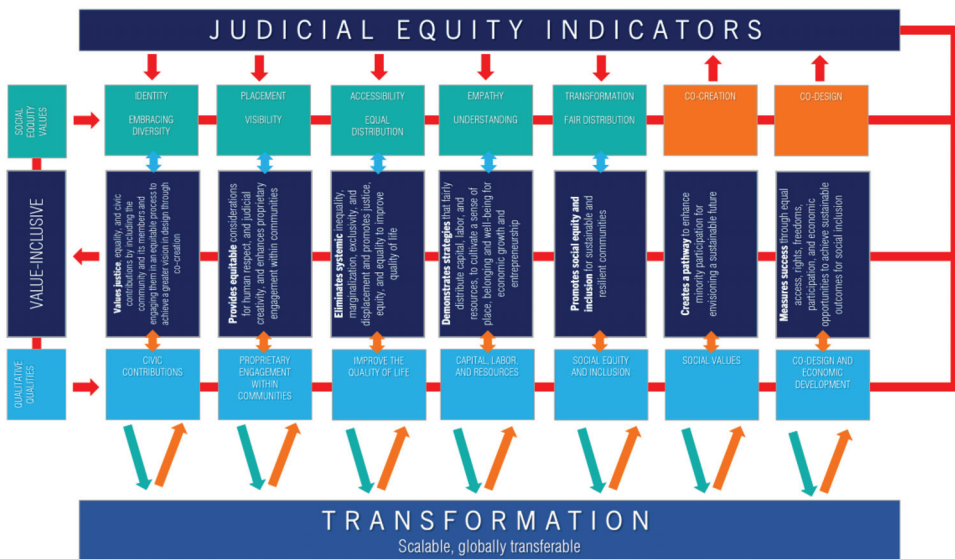 JUDICIAL EQUITY INDICATORS
SOCIAL
EQQUITY
VALUES
IDENTITY
EMBRACING
DIVERSITY
PLACEMENT
VISIBILITY
ACCESSIBILITY
EQUAL
DISTRIBUTION
EMPATHY
UNDERSTANDING
TRANSFORMATION
FAIR DISTRIBUTION
CO-CREATION
CO-DESIGN
VALUE-INCLUSIVE
Values justice, equality, and civic
contributions by including the
community and its members and
engaging them in an equitable process to
achieve a greater vision in design through
co-creation
Provides equitable considerations
for human respect, and judicial
creativity, and enhances proprietary
engagement within communities
Eliminates systemic inequality,
marginalization, exclusivity, and
displacement and promotes justice,
equity, and equality to improve
quality of life
Demonstrates strategies that fairly
distribute capital, labor, and
resources, to cultivate a sense of
place, belonging and well-being for
economic growth and
entrepreneurship
Promotes social equity and
inclusion for sustainable and
resilient communities
Creates a pathway to enhance
minority participation for
envisioning a sustainable future
Measures success through equal
access, rights, freedoms,
participation, and economic
opportunities to achieve sustainable
outcomes for social inclusion
QUALITATIVE
QUALITIES
CIVIC
CONTRIBUTIONS
PROPRIETARY
ENGAGEMENT
WITHIN
COMMUNITIES
IMPROVE THE
QUALITY OF LIFE
CAPITAL, LABOR,
AND RESOURCES
SOCIAL EQUITY
AND INCLUSION
SOCIAL VALUES
CO-DESIGN AND
ECONOMIC
DEVELOPMENT
TRANSFORMATION
Scalable, globally transferable